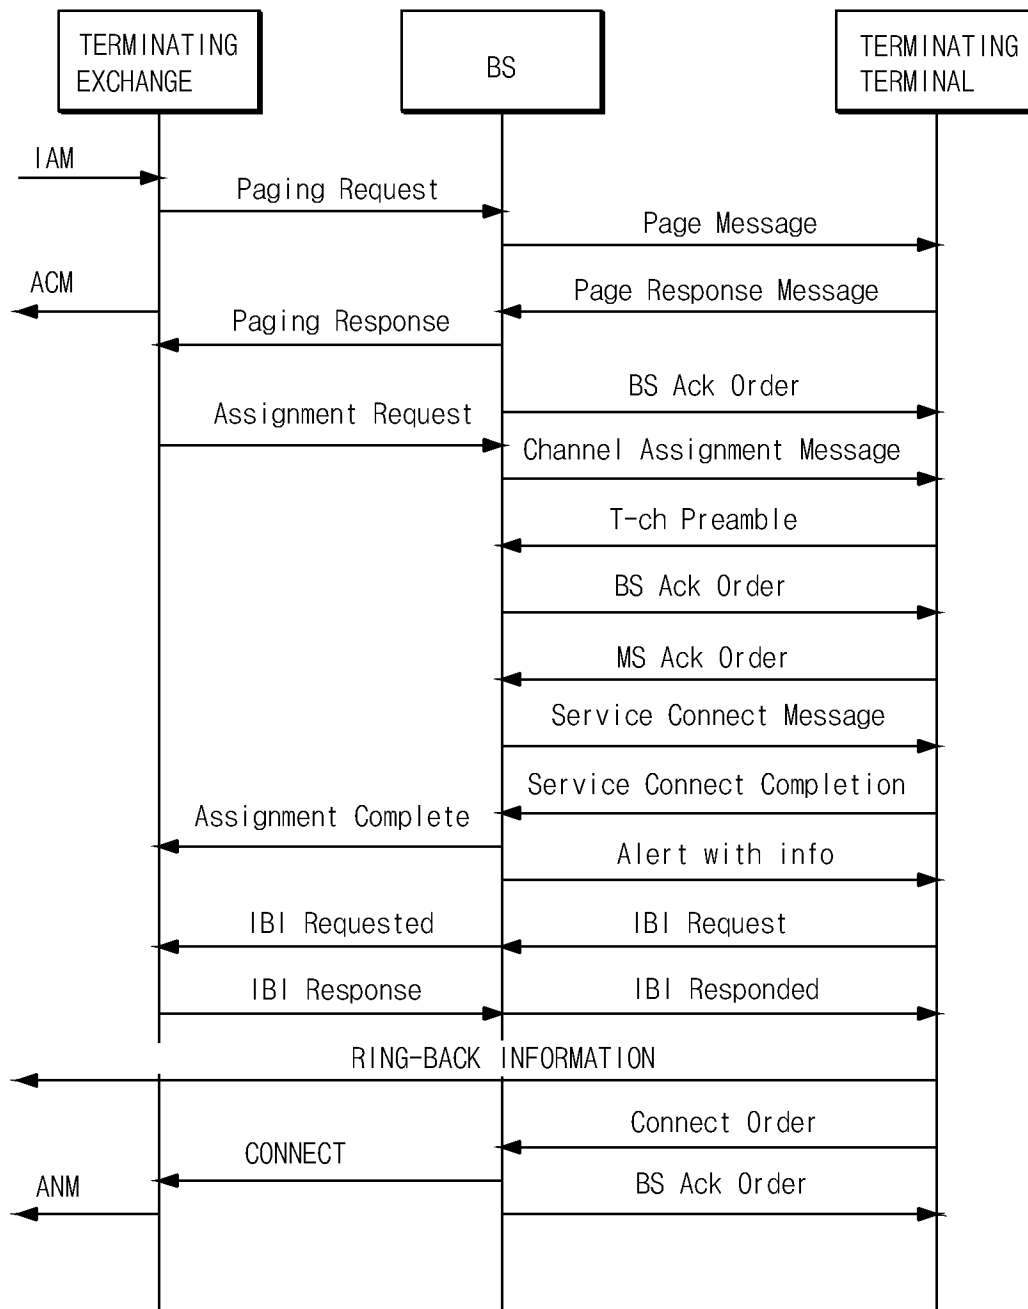 TERMINATING
EXCHANGE
BS
TERMINATING
TERMINAL
IAM
Paging Request
Page Message
ACM
Page Response Message
Paging Response
BS Ack Order
Assignment Request
Channel Assignment Message
T-ch Preamble
BS Ack Order
MS Ack Order
Service Connect Message
Service Connect Completion
Assignment Complete
Alert with info
IBI Requested
IBI Request
IBI Response
IBI Responded
RING-BACK INFORMATION
Connect Order
CONNECT
ANM
BS Ack Order